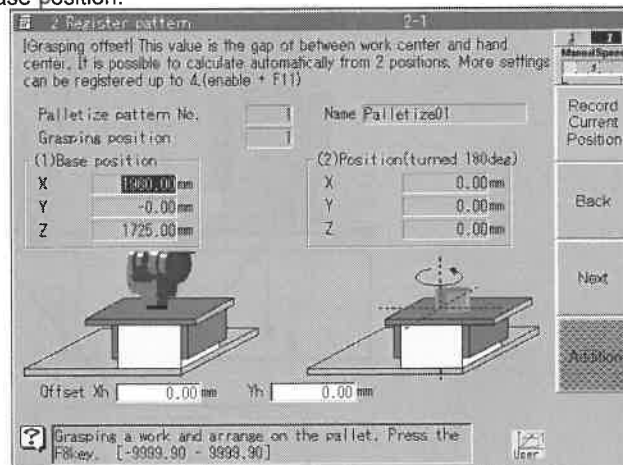 ase position.
2 Register pattern 2-1
[Grasping offset] This value is the gap of between work center and hand
center. It is possible to calculate automatically from 2 positions. More settings
can be registered up to 4.(enable + F11)
Palletize pattern No. 1 Name Palletize01
Grasping position 1
(1)Base position
X 1980.00 mm
Y -0.00 mm
Z 1725.00 mm
(2)Position(turned 180deg)
X 0.00 mm
Y 0.00 mm
Z 0.00 mm
Offset Xh 0.00 mm Yh 0.00 mm
Grasping a work and arrange on the pallet. Press the
F8key. [-9999.90 - 9999.90]
Manual Speed
Record
Current
Position
Back
Next
Addition
User